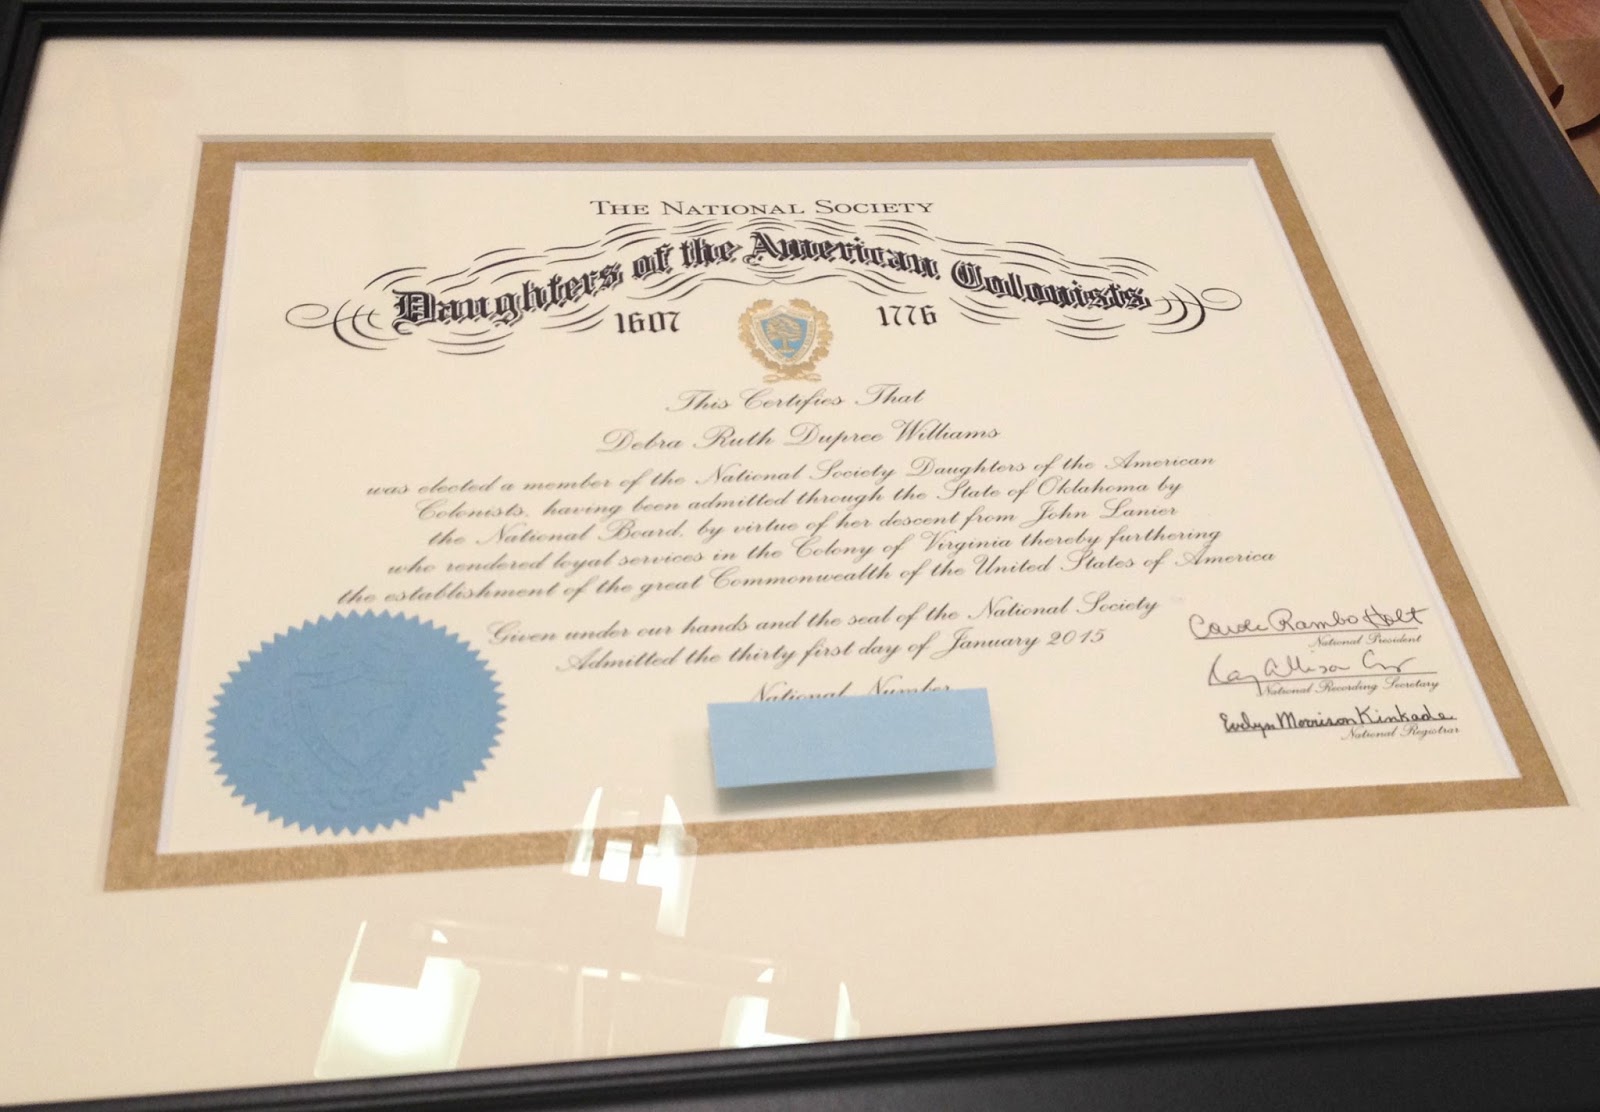 THE NATIONAL SOCIETY
Daughters of the American Colonists
1607 1776
This Certifies That
Debra Ruth Dupree Williams
was elected a member of the National Society Daughters of the American
Colonists, having been admitted through the State of Oklahoma by
the National Board, by virtue of her descent from John Lanier
who rendered loyal services in the Colony of Virginia thereby furthering
the establishment of the great Commonwealth of the United States of America
Given under our hands and the seal of the National Society
Admitted the thirty first day of January 2015
National Number
Carole Rambo Holt
National President
Kay Allison
National Recording Secretary
Evelyn Morrison Kinkade
National Registrar